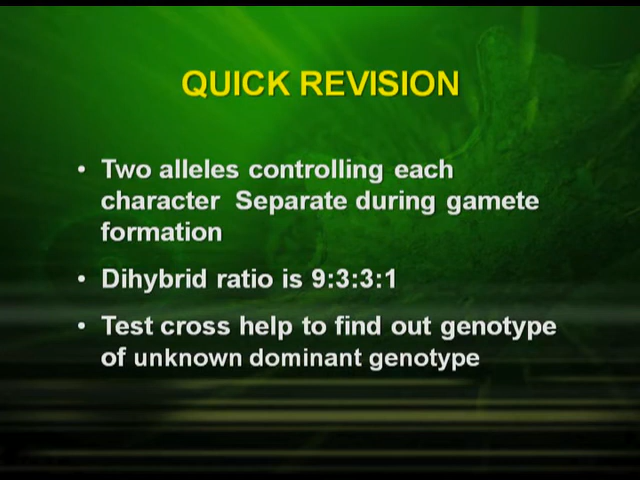 QUICK REVISION
• Two alleles controlling each
character  Separate during gamete
formation
• Dihybrid ratio is 9:3:3:1
• Test cross help to find out genotype
of unknown dominant genotype